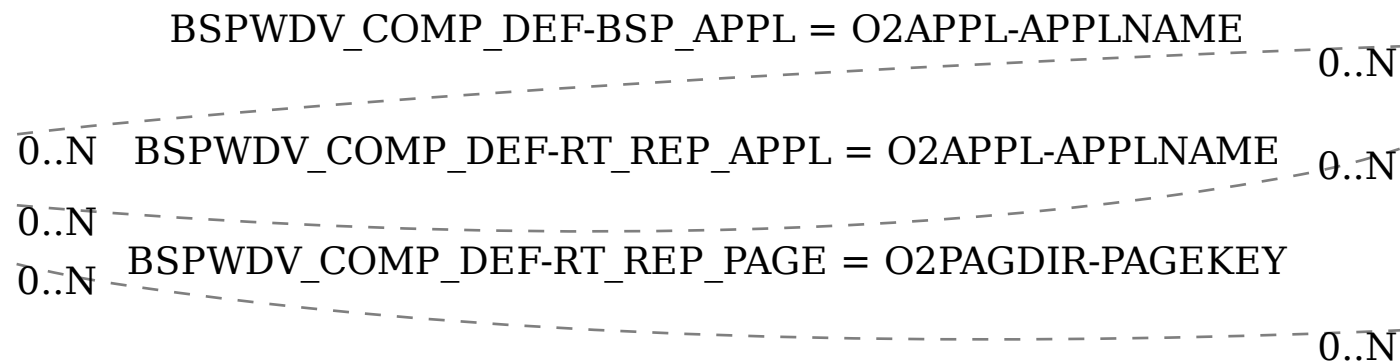 BSPWDV_COMP_DEF-BSP_APPL = O2APPL-APPLNAME
0..N
0..N BSPWDV_COMP_DEF-RT_REP_APPL = O2APPL-APPLNAME 0..N
0..N
0..N BSPWDV_COMP_DEF-RT_REP_PAGE = O2PAGDIR-PAGEKEY
0..N